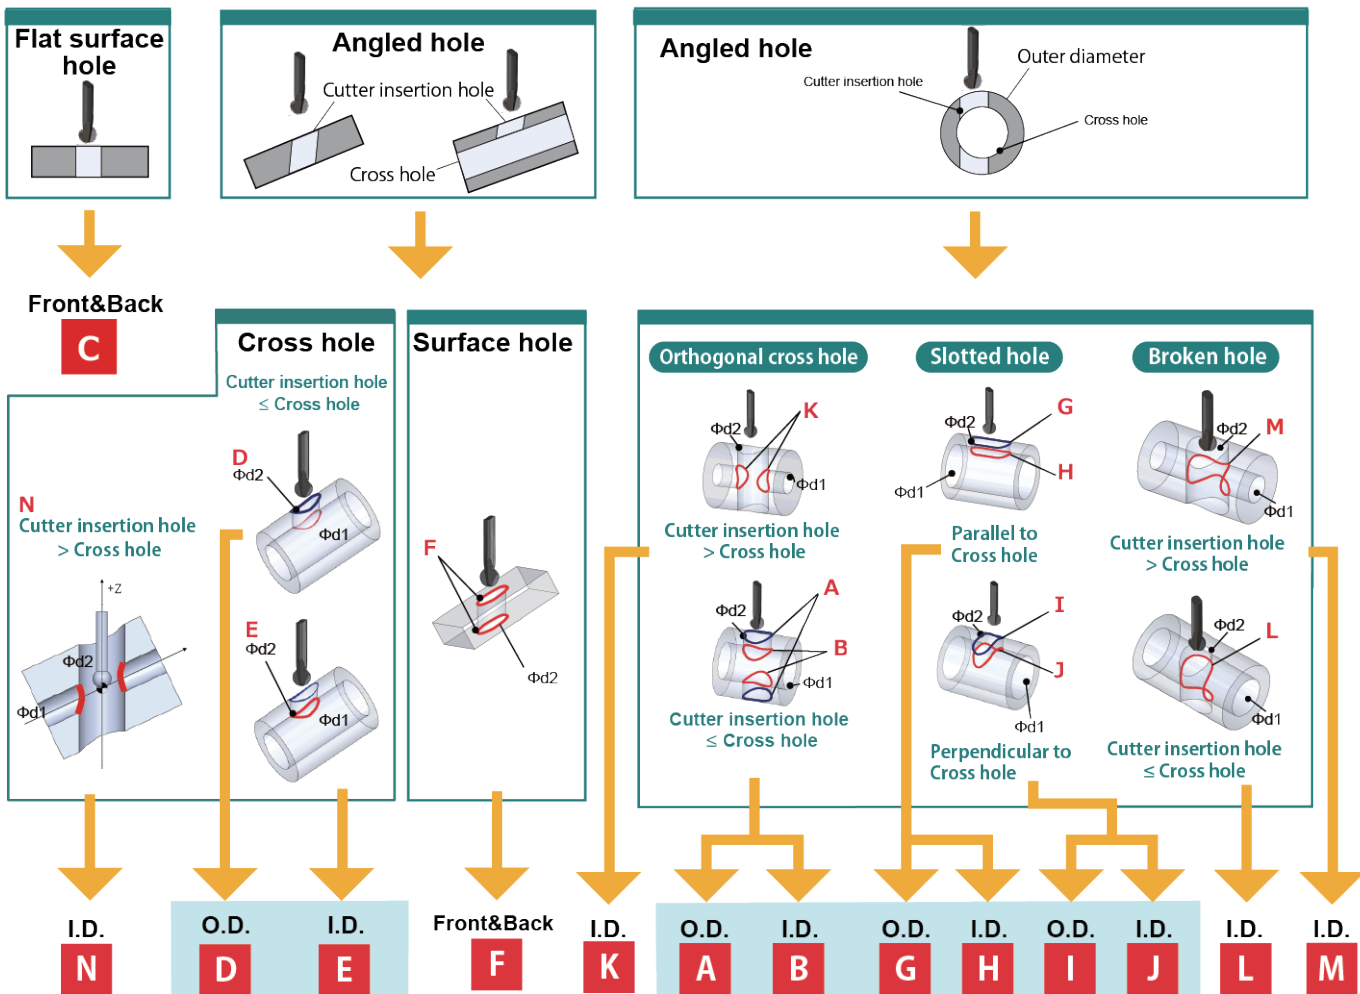 Flat surface
hole
Angled hole
Cutter insertion hole
Cross hole
Angled hole
Outer diameter
Cutter insertion hole
Cross hole
Front&Back
C
Cross hole
Cutter insertion hole
≤ Cross hole
D
Φd2
Φd1
N
Cutter insertion hole
> Cross hole
+Z
Φd2
Φd1
E
Φd2
Φd1
Surface hole
F
Φd2
Orthogonal cross hole
K
Φd2
Φd1
Cutter insertion hole
> Cross hole
A
Φd2
B
Φd1
Cutter insertion hole
≤ Cross hole
Slotted hole
G
Φd2
H
Φd1
Parallel to
Cross hole
I
Φd2
J
Φd1
Perpendicular to
Cross hole
Broken hole
Φd2
M
Φd1
Cutter insertion hole
> Cross hole
Φd2
L
Φd1
Cutter insertion hole
≤ Cross hole
I.D.
N
O.D.
D
I.D.
E
Front&Back
F
I.D.
K
O.D.
A
I.D.
B
O.D.
G
I.D.
H
O.D.
I
I.D.
J
I.D.
L
I.D.
M